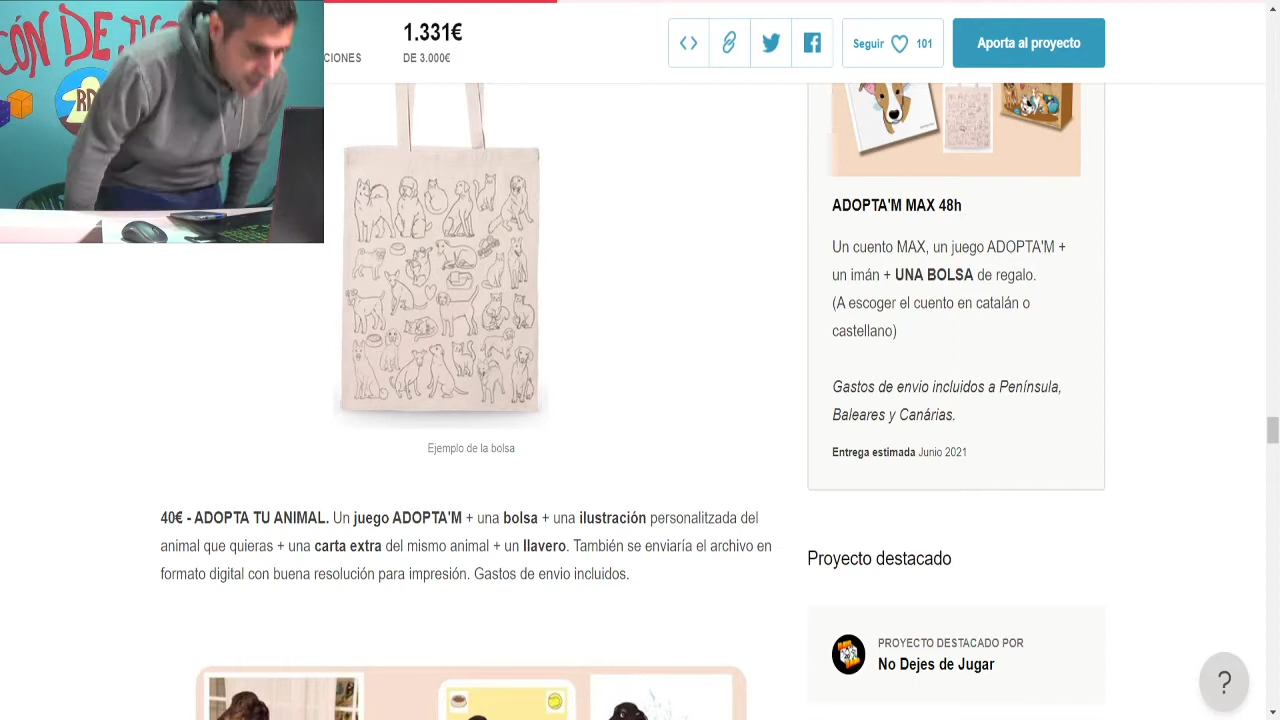 CÓN DE JU
RD
1.331€
CIONES
DE 3.000€
Seguir
101
Aporta al proyecto
ADOPTA'M MAX 48h
Un cuento MAX, un juego ADOPTA'M +
un imán + UNA BOLSA de regalo.
(A escoger el cuento en catalán o
castellano)
Gastos de envio incluidos a Península,
Baleares y Canárias.
Entrega estimada Junio 2021
Ejemplo de la bolsa
40€ - ADOPTA TU ANIMAL. Un juego ADOPTA'M + una bolsa + una ilustración personalitzada del
animal que quieras + una carta extra del mismo animal + un llavero. También se enviaría el archivo en
formato digital con buena resolución para impresión. Gastos de envio incluidos.
Proyecto destacado
PROYECTO DESTACADO POR
No Dejes de Jugar
?